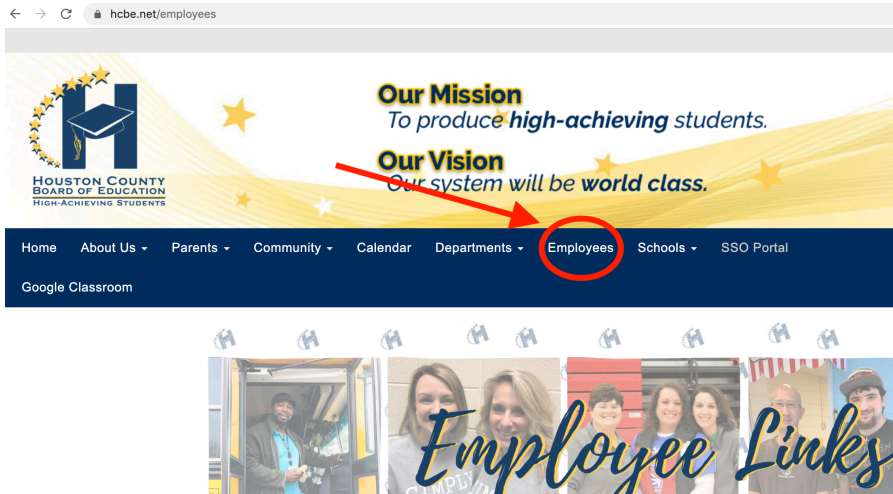 hcbe.net/employees
Our Mission
To produce high-achieving students.
Our Vision
Our system will be world class.
HOUSTON COUNTY
BOARD OF EDUCATION
HIGH-ACHIEVING STUDENTS
Home About Us Parents Community Calendar Departments Employees Schools SSO Portal
Google Classroom
Employee Links